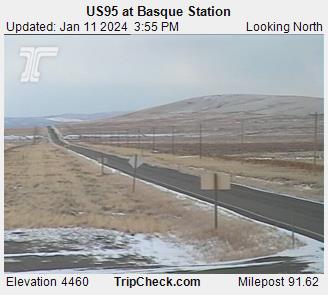 US95 at Basque Station
Updated: Jan 11 2024 3:55 PM Looking North
Elevation 4460 TripCheck.com Milepost 91.62